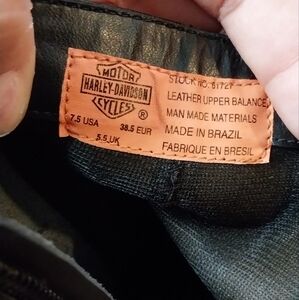 MOTOR
HARLEY-DAVIDSON
CYCLES
®
7.5 USA 38.5 EUR
5.5 UK
STOCK NO. 81727
LEATHER UPPER BALANCE
MAN MADE MATERIALS
MADE IN BRAZIL
FABRIQUE EN BRESIL